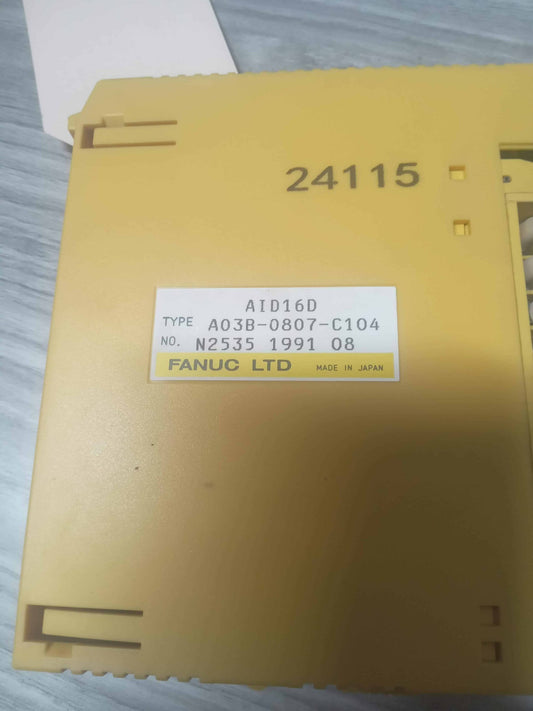 24115
AID16D
TYPE A03B-0807-C104
NO. N2535 1991 08
FANUC LTD MADE IN JAPAN